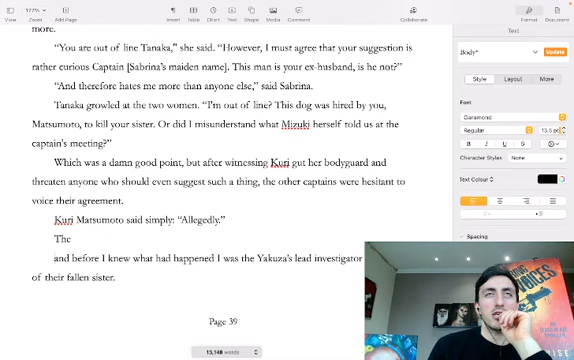 177%
Zoom Add Page Insert Table Chart Text Shape Media Comment Collaborate Format Document
more.
“You are out of line Tanaka,” she said. “However, I must agree that your suggestion is
rather curious Captain [Sabrina’s maiden name]. This man is your ex-husband, is he not?”
“And therefore hates me more than anyone else,” said Sabrina.
Tanaka growled at the two women. “I’m out of line? This dog was hired by you,
Matsumoto, to kill your sister. Or did I misunderstand what Mizuki herself told us at the
captain’s meeting?”
Which was a damn good point, but after witnessing Kuri gut her bodyguard and
threaten anyone who should even suggest such a thing, the other captains were hesitant to
voice their agreement.
Kuri Matsumoto said simply: “Allegedly.”
The
and before I knew what had happened I was the Yakuza’s lead investigator
of their fallen sister.
Page 39
13,148 words
Text
Body*
Update
Style Layout More
Font
Garamond
Regular 13.5 pt
B I U S
Character Styles None
Text Colour
Spacing
VOICES